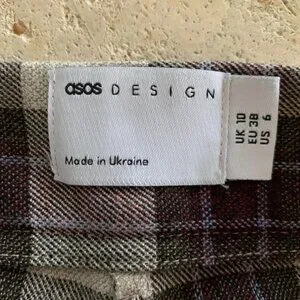 asos DESIGN
Made in Ukraine
UK 10
EU 38
US 6